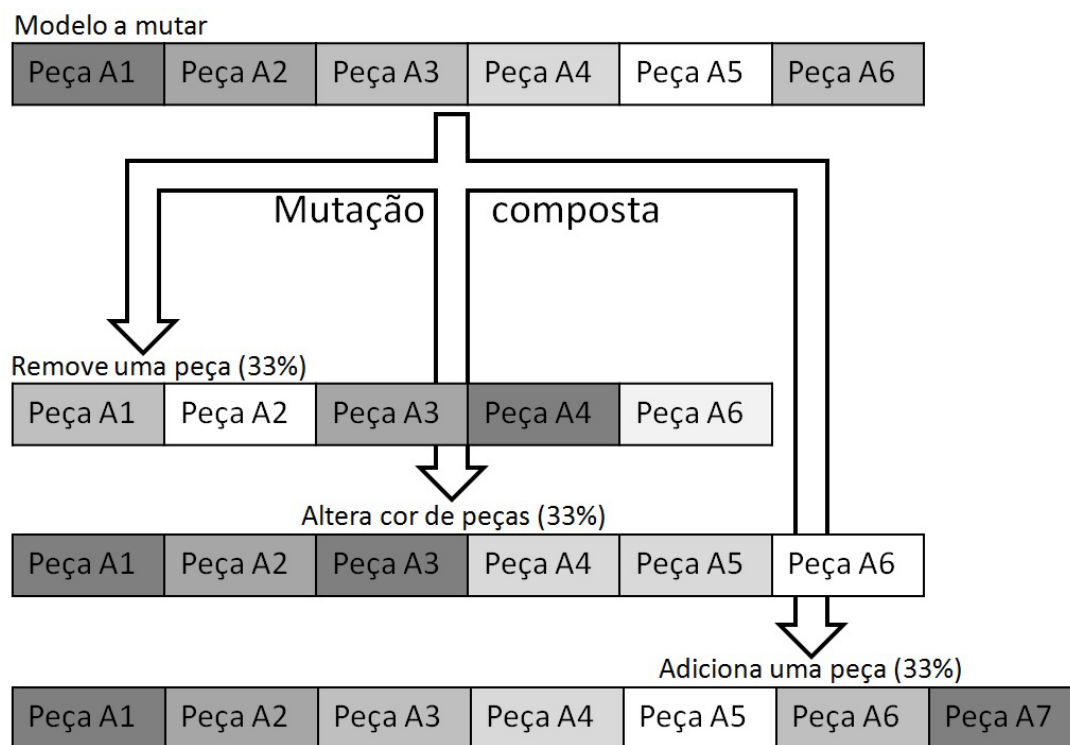 Modelo a mutar
Peça A1 Peça A2 Peça A3 Peça A4 Peça A5 Peça A6
Mutação composta
Remove uma peça (33%)
Peça A1 Peça A2 Peça A3 Peça A4 Peça A6
Altera cor de peças (33%)
Peça A1 Peça A2 Peça A3 Peça A4 Peça A5 Peça A6
Adiciona uma peça (33%)
Peça A1 Peça A2 Peça A3 Peça A4 Peça A5 Peça A6 Peça A7